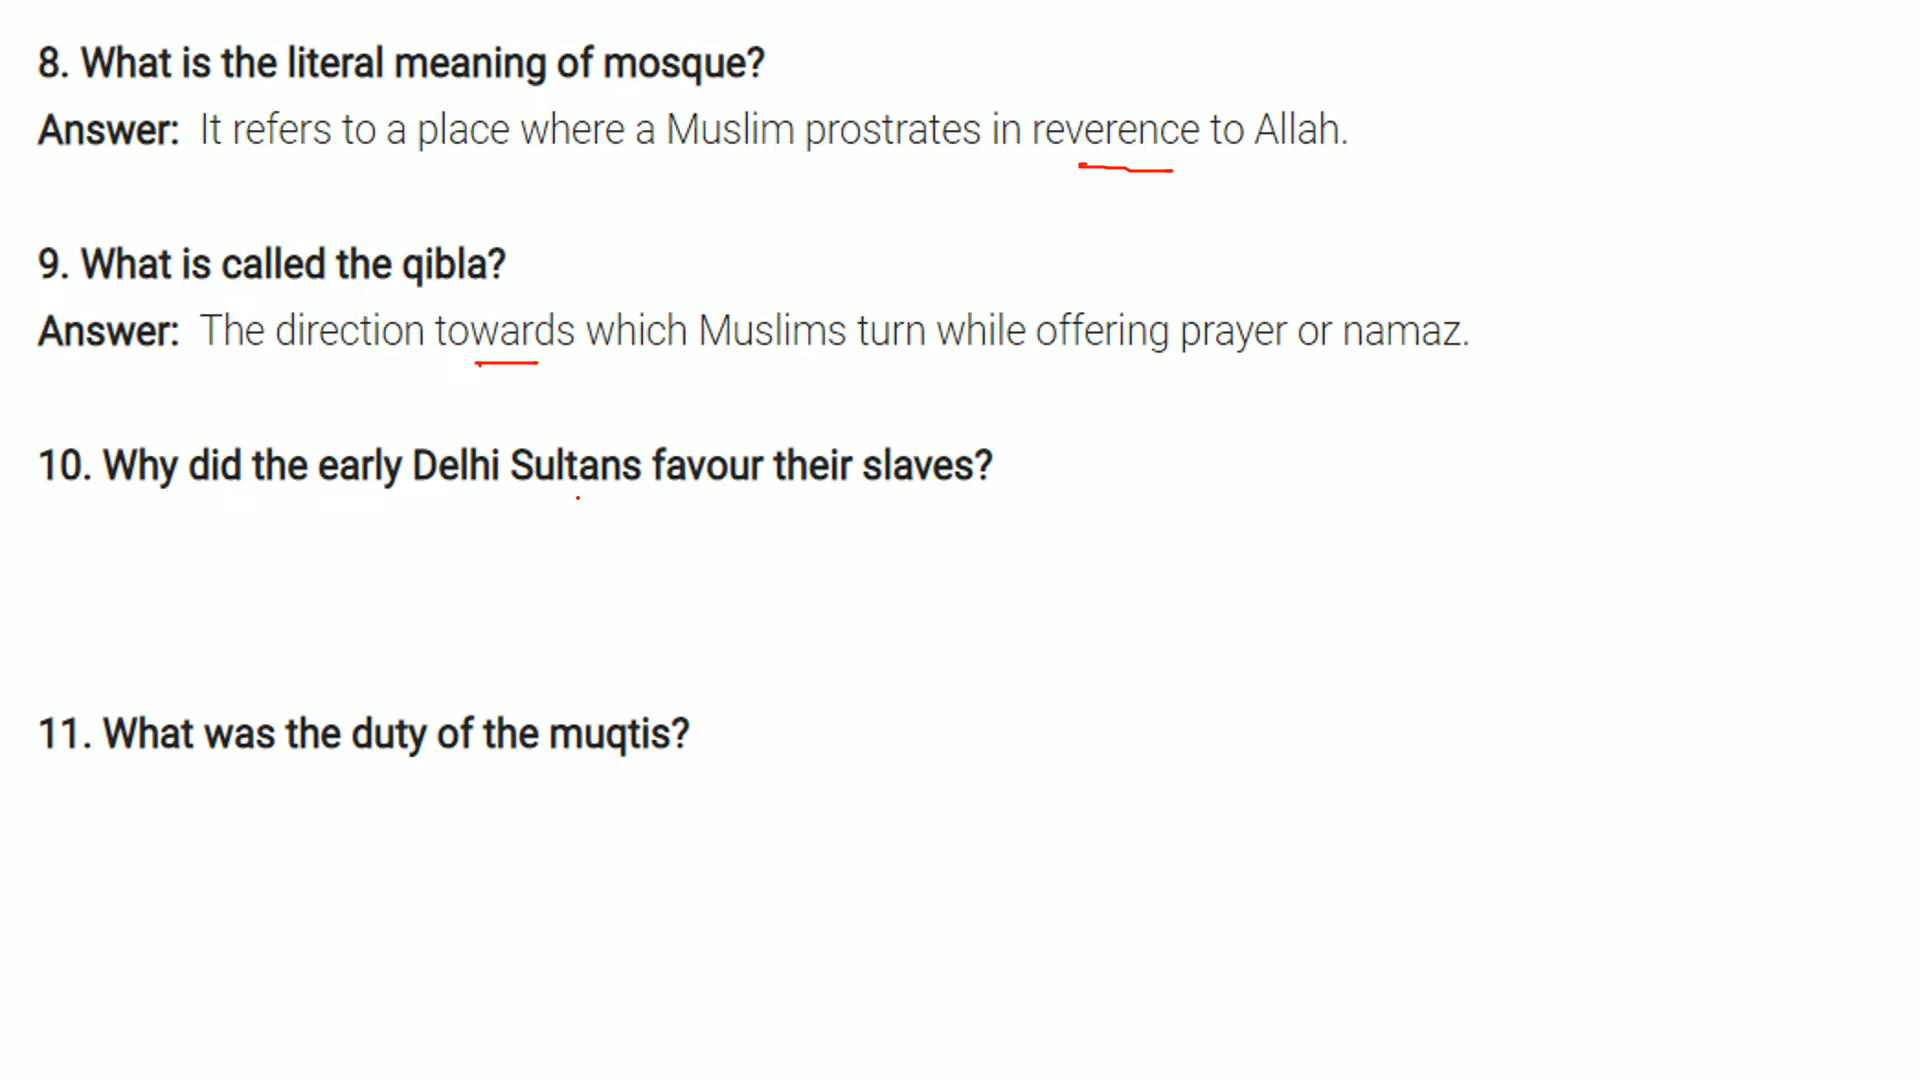 8. What is the literal meaning of mosque?
Answer: It refers to a place where a Muslim prostrates in reverence to Allah.
9. What is called the qibla?
Answer: The direction towards which Muslims turn while offering prayer or namaz.
10. Why did the early Delhi Sultans favour their slaves?
11. What was the duty of the muqtis?